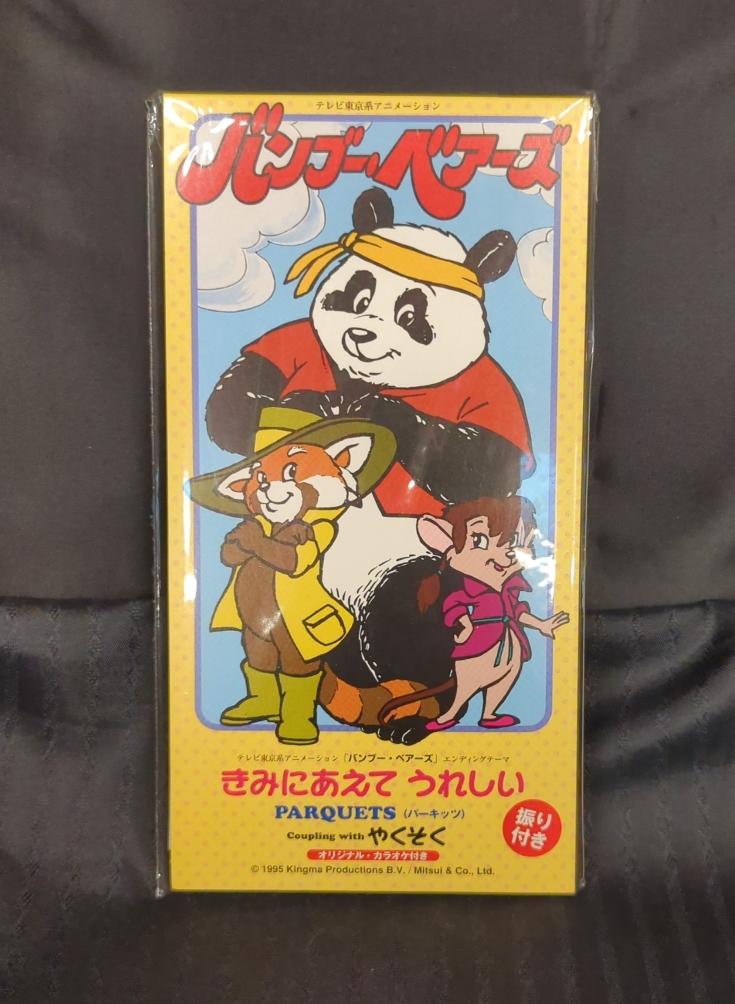 テレビ東京系アニメーション
バンブー・ベアーズ
テレビ東京系アニメーション「バンブー・ベアーズ」エンディングテーマ
きみにあえて うれしい
PARQUETS (パーキッツ)
Coupling with やくそく
オリジナル・カラオケ付き
振り
付き
© 1995 Kingma Productions B.V. / Mitsui & Co., Ltd.